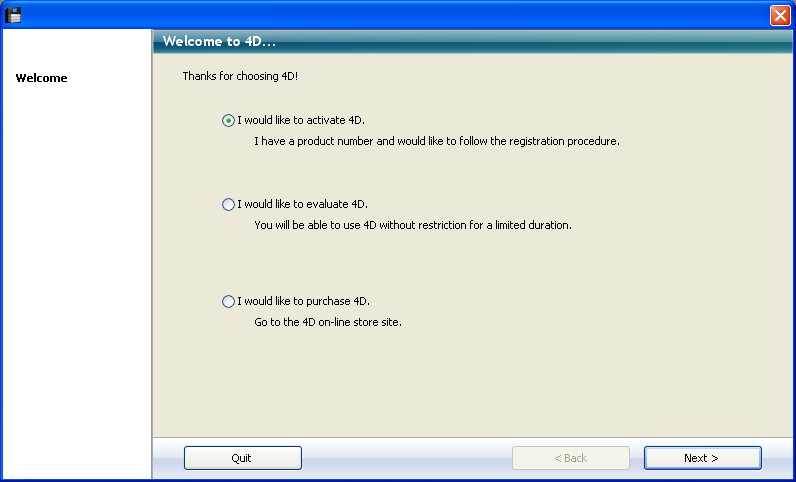 Welcome to 4D...
Welcome
Thanks for choosing 4D!
I would like to activate 4D.
I have a product number and would like to follow the registration procedure.
I would like to evaluate 4D.
You will be able to use 4D without restriction for a limited duration.
I would like to purchase 4D.
Go to the 4D on-line store site.
Quit
< Back
Next >